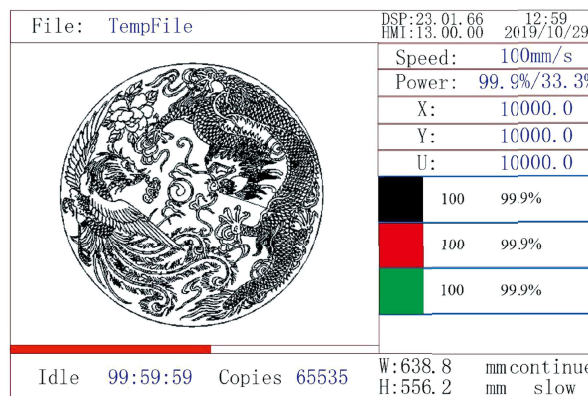 File: TempFile
DSP:23.01.66 12:59
HMI:13.00.00 2019/10/29
Speed: 100mm/s
Power: 99.9%/33.3%
X: 10000.0
Y: 10000.0
U: 10000.0
100 99.9%
100 99.9%
100 99.9%
Idle 99:59:59 Copies 65535
W:638.8 mm continue
H:556.2 mm slow